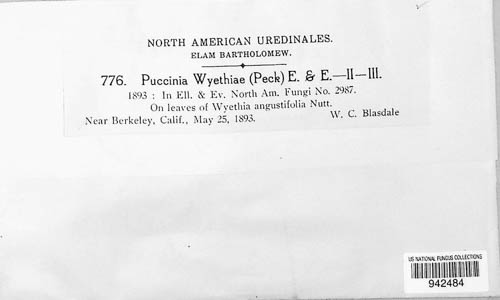 NORTH AMERICAN UREDINALES.
ELAM BARTHOLOMEW.
776. Puccinia Wyethiae (Peck) E. & E.—II—III.
1893 : In Ell. & Ev. North Am. Fungi No. 2987.
On leaves of Wyethia angustifolia Nutt.
Near Berkeley, Calif., May 25, 1893. W. C. Blasdale
US NATIONAL FUNGUS COLLECTIONS
942484